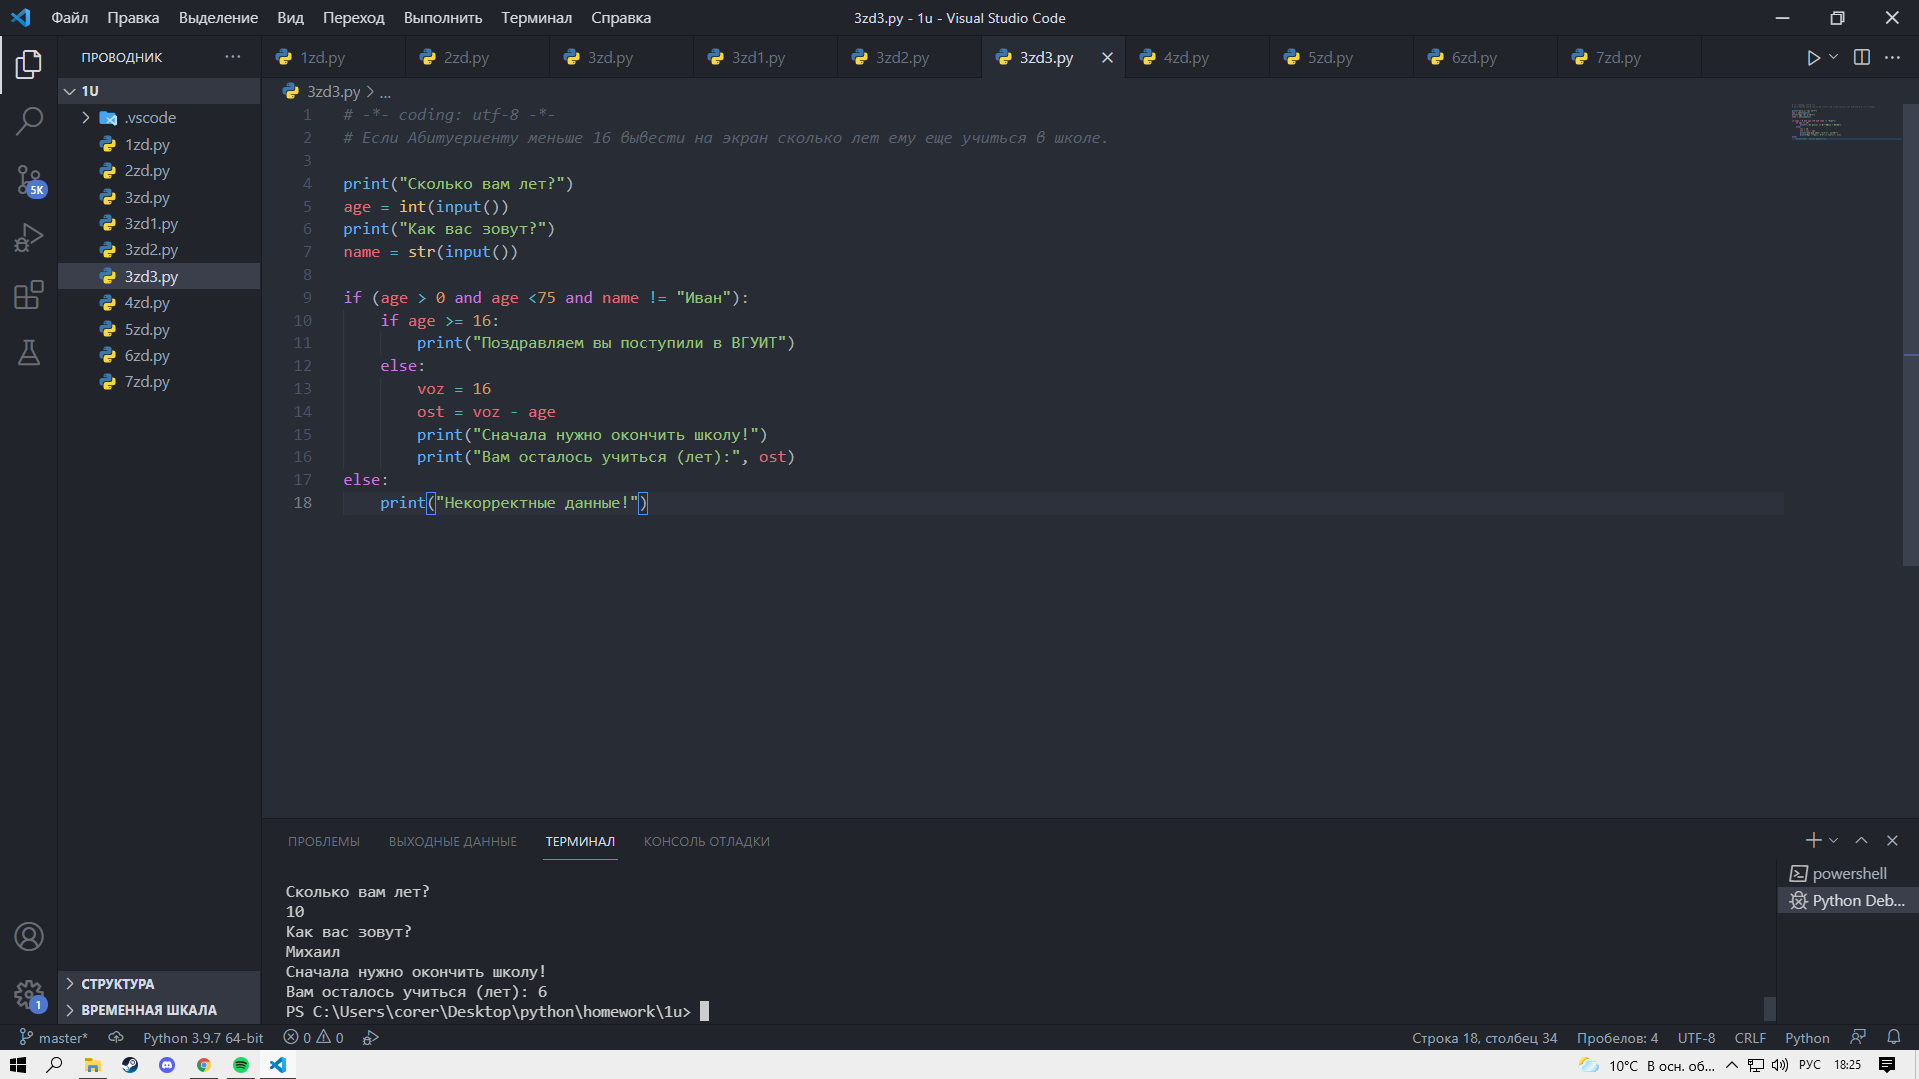 Файл Правка Выделение Вид Переход Выполнить Терминал Справка
3zd3.py - 1u - Visual Studio Code
ПРОВОДНИК
1zd.py 2zd.py 3zd.py 3zd1.py 3zd2.py 3zd3.py 4zd.py 5zd.py 6zd.py 7zd.py
1U
.vscode
1zd.py
2zd.py
3zd.py
3zd1.py
3zd2.py
3zd3.py
4zd.py
5zd.py
6zd.py
7zd.py
5K
СТРУКТУРА
ВРЕМЕННАЯ ШКАЛА
1
3zd3.py > ...
1 # -*- coding: utf-8 -*-
2 # Если Абитуериенту меньше 16 вывести на экран сколько лет ему еще учиться в школе.
3
4 print("Сколько вам лет?")
5 age = int(input())
6 print("Как вас зовут?")
7 name = str(input())
8
9 if (age > 0 and age <75 and name != "Иван"):
10 if age >= 16:
11 print("Поздравляем вы поступили в ВГУИТ")
12 else:
13 voz = 16
14 ost = voz - age
15 print("Сначала нужно окончить школу!")
16 print("Вам осталось учиться (лет):", ost)
17 else:
18 print("Некорректные данные!")
ПРОБЛЕМЫ ВЫХОДНЫЕ ДАННЫЕ ТЕРМИНАЛ КОНСОЛЬ ОТЛАДКИ
Сколько вам лет?
10
Как вас зовут?
Михаил
Сначала нужно окончить школу!
Вам осталось учиться (лет): 6
PS C:\Users\corer\Desktop\python\homework\1u>
powershell
Python Deb...
master* Python 3.9.7 64-bit 0 0
Строка 18, столбец 34 Пробелов: 4 UTF-8 CRLF Python
10°C В осн. об... РУС 18:25